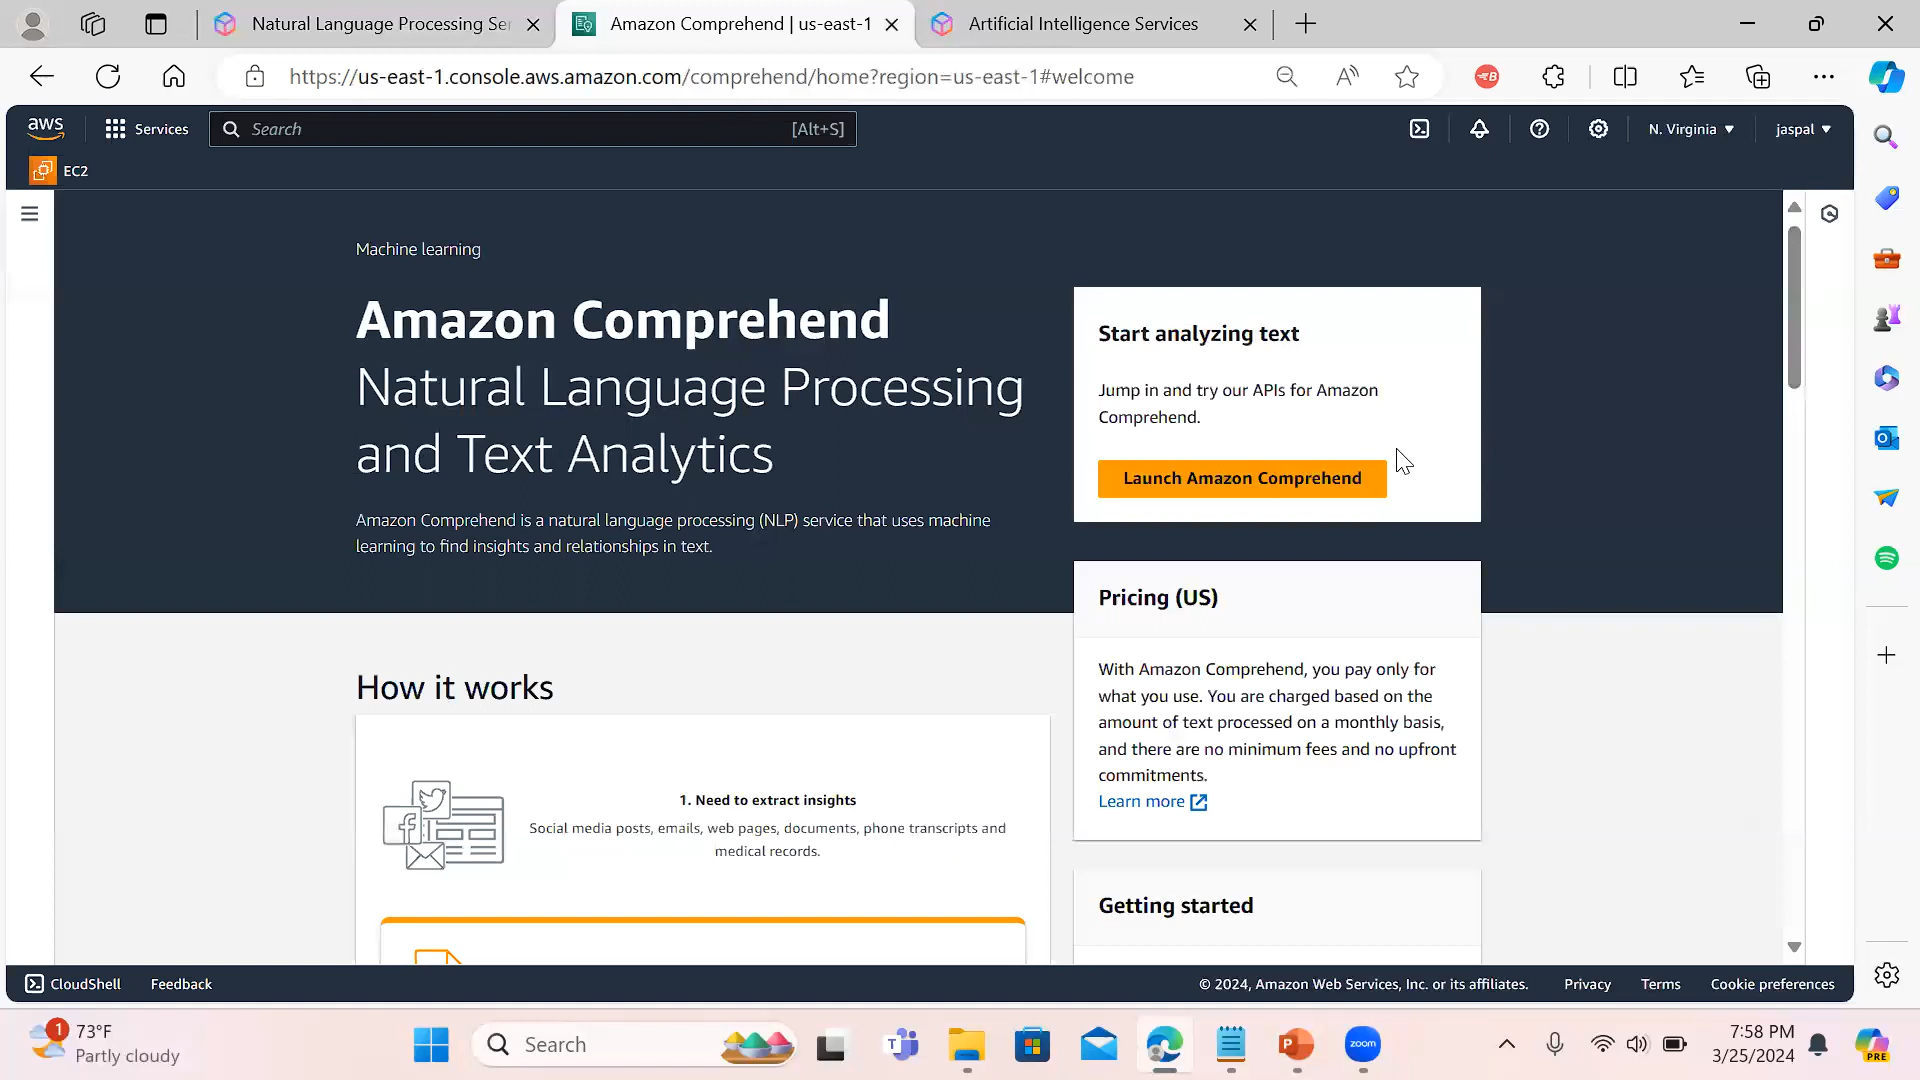 Natural Language Processing Ser
Amazon Comprehend | us-east-1
Artificial Intelligence Services
https://us-east-1.console.aws.amazon.com/comprehend/home?region=us-east-1#welcome
aws
Services
Search
[Alt+S]
N. Virginia
jaspal
EC2
Machine learning
Amazon Comprehend
Natural Language Processing
and Text Analytics
Amazon Comprehend is a natural language processing (NLP) service that uses machine
learning to find insights and relationships in text.
Start analyzing text
Jump in and try our APIs for Amazon
Comprehend.
Launch Amazon Comprehend
Pricing (US)
With Amazon Comprehend, you pay only for
what you use. You are charged based on the
amount of text processed on a monthly basis,
and there are no minimum fees and no upfront
commitments.
Learn more
How it works
1. Need to extract insights
Social media posts, emails, web pages, documents, phone transcripts and
medical records.
Getting started
CloudShell
Feedback
© 2024, Amazon Web Services, Inc. or its affiliates.
Privacy
Terms
Cookie preferences
1
73°F
Partly cloudy
Search
zoom
7:58 PM
3/25/2024
PRE